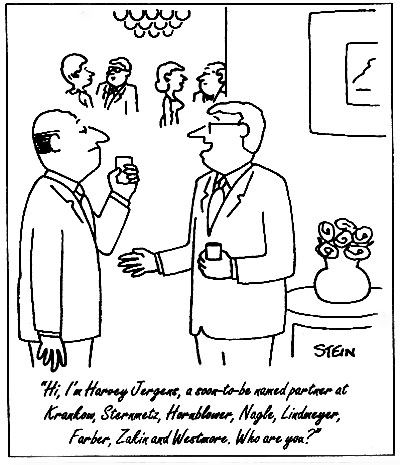 STEIN
"Hi, I'm Harvey Jergens, a soon-to-be named partner at
Krankow, Sternmetz, Hornblower, Nagle, Lindmeyer,
Farber, Zakin and Westmore. Who are you?"